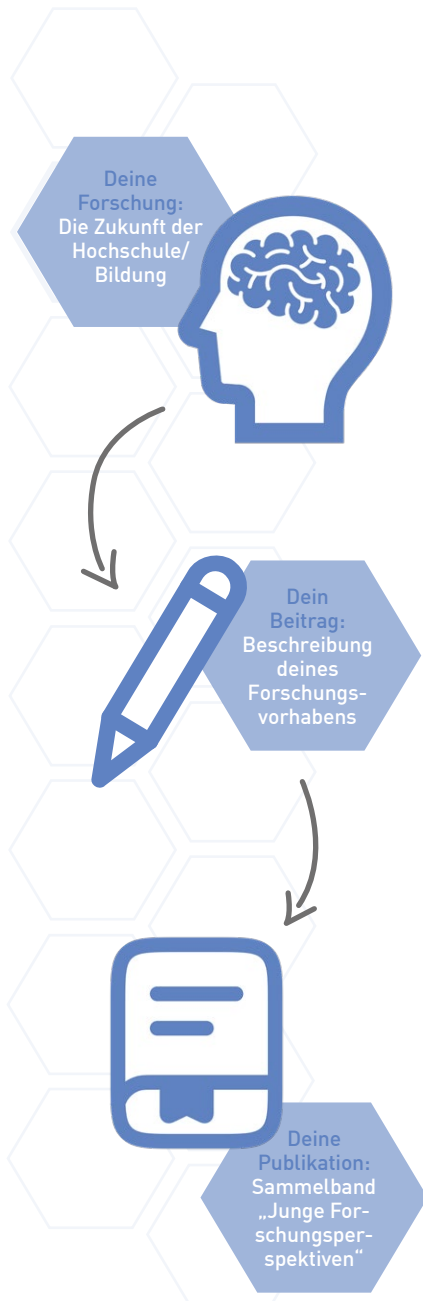 Deine
Forschung:
Die Zukunft der
Hochschule/
Bildung
Dein
Beitrag:
Beschreibung
deines
Forschungs-
vorhabens
Deine
Publikation:
Sammelband
„Junge For-
schungsper-
spektiven“